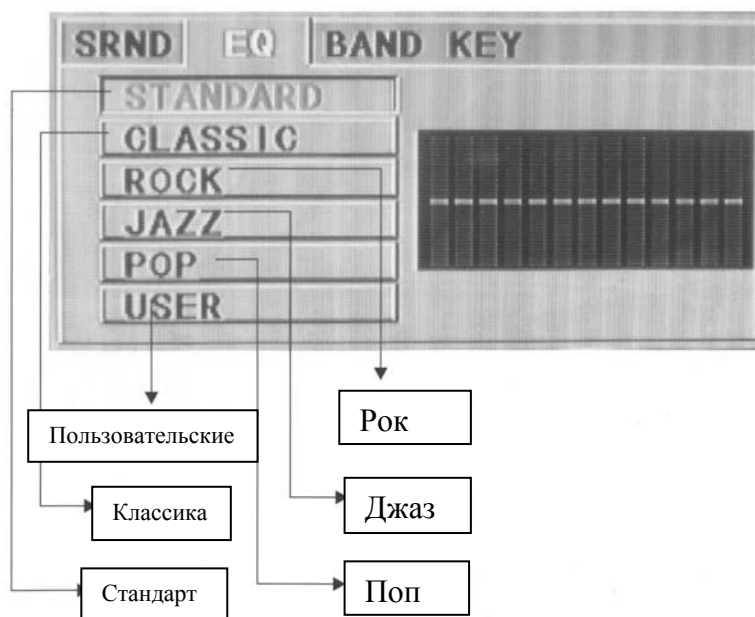 SRND EQ BAND KEY
STANDARD
CLASSIC
ROCK
JAZZ
POP
USER
Пользовательские
Рок
Классика
Джаз
Стандарт
Поп